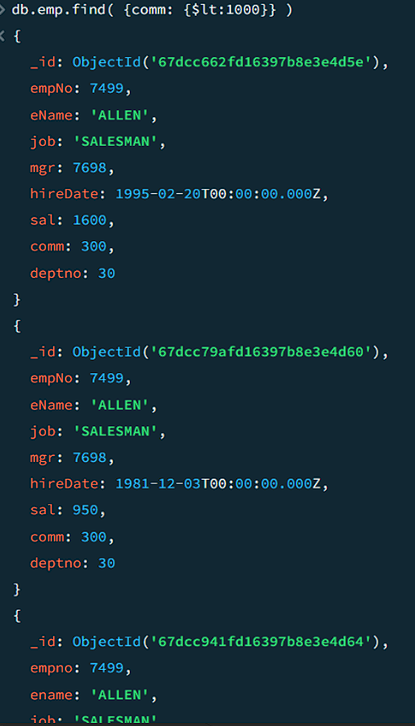 > db.emp.find( {comm: {$lt:1000}} )
< {
_id: ObjectId('67dcc662fd16397b8e3e4d5e'),
empNo: 7499,
eName: 'ALLEN',
job: 'SALESMAN',
mgr: 7698,
hireDate: 1995-02-20T00:00:00.000Z,
sal: 1600,
comm: 300,
deptno: 30
}
{
_id: ObjectId('67dcc79afd16397b8e3e4d60'),
empNo: 7499,
eName: 'ALLEN',
job: 'SALESMAN',
mgr: 7698,
hireDate: 1981-12-03T00:00:00.000Z,
sal: 950,
comm: 300,
deptno: 30
}
{
_id: ObjectId('67dcc941fd16397b8e3e4d64'),
empno: 7499,
ename: 'ALLEN',
job: 'SALESMAN'